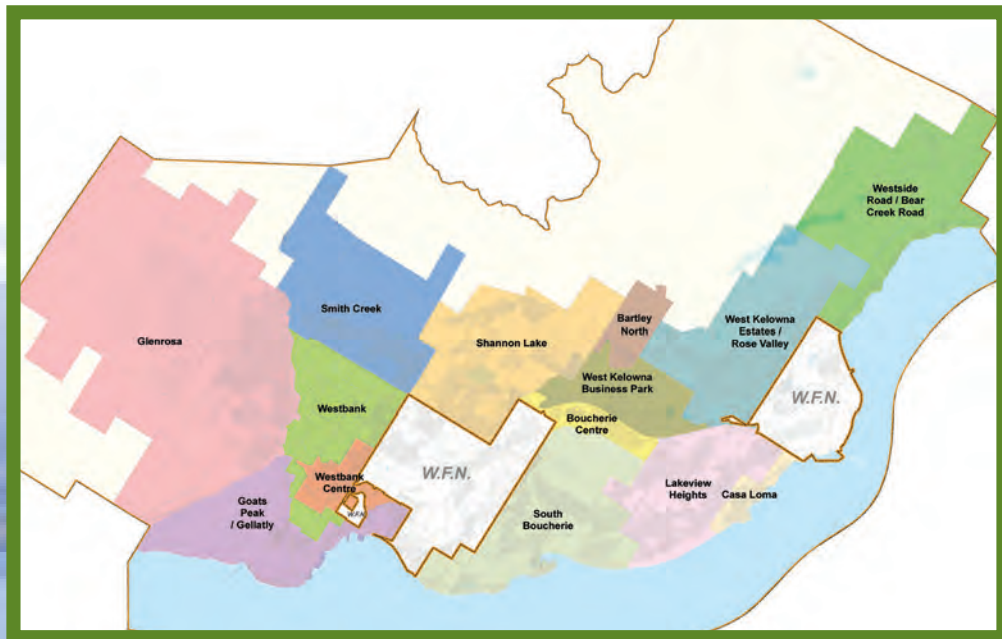 Westside
Road / Bear
Creek Road
Smith Creek
Bartley
North
West Kelowna
Estates /
Rose Valley
Glenrosa
Shannon Lake
West Kelowna
Business Park
W.F.N.
Westbank
Boucherie
Centre
W.F.N.
Westbank
Centre
Lakeview
Heights
Casa Loma
Goats
Peak
/ Gellatly
W.F.N.
South
Boucherie